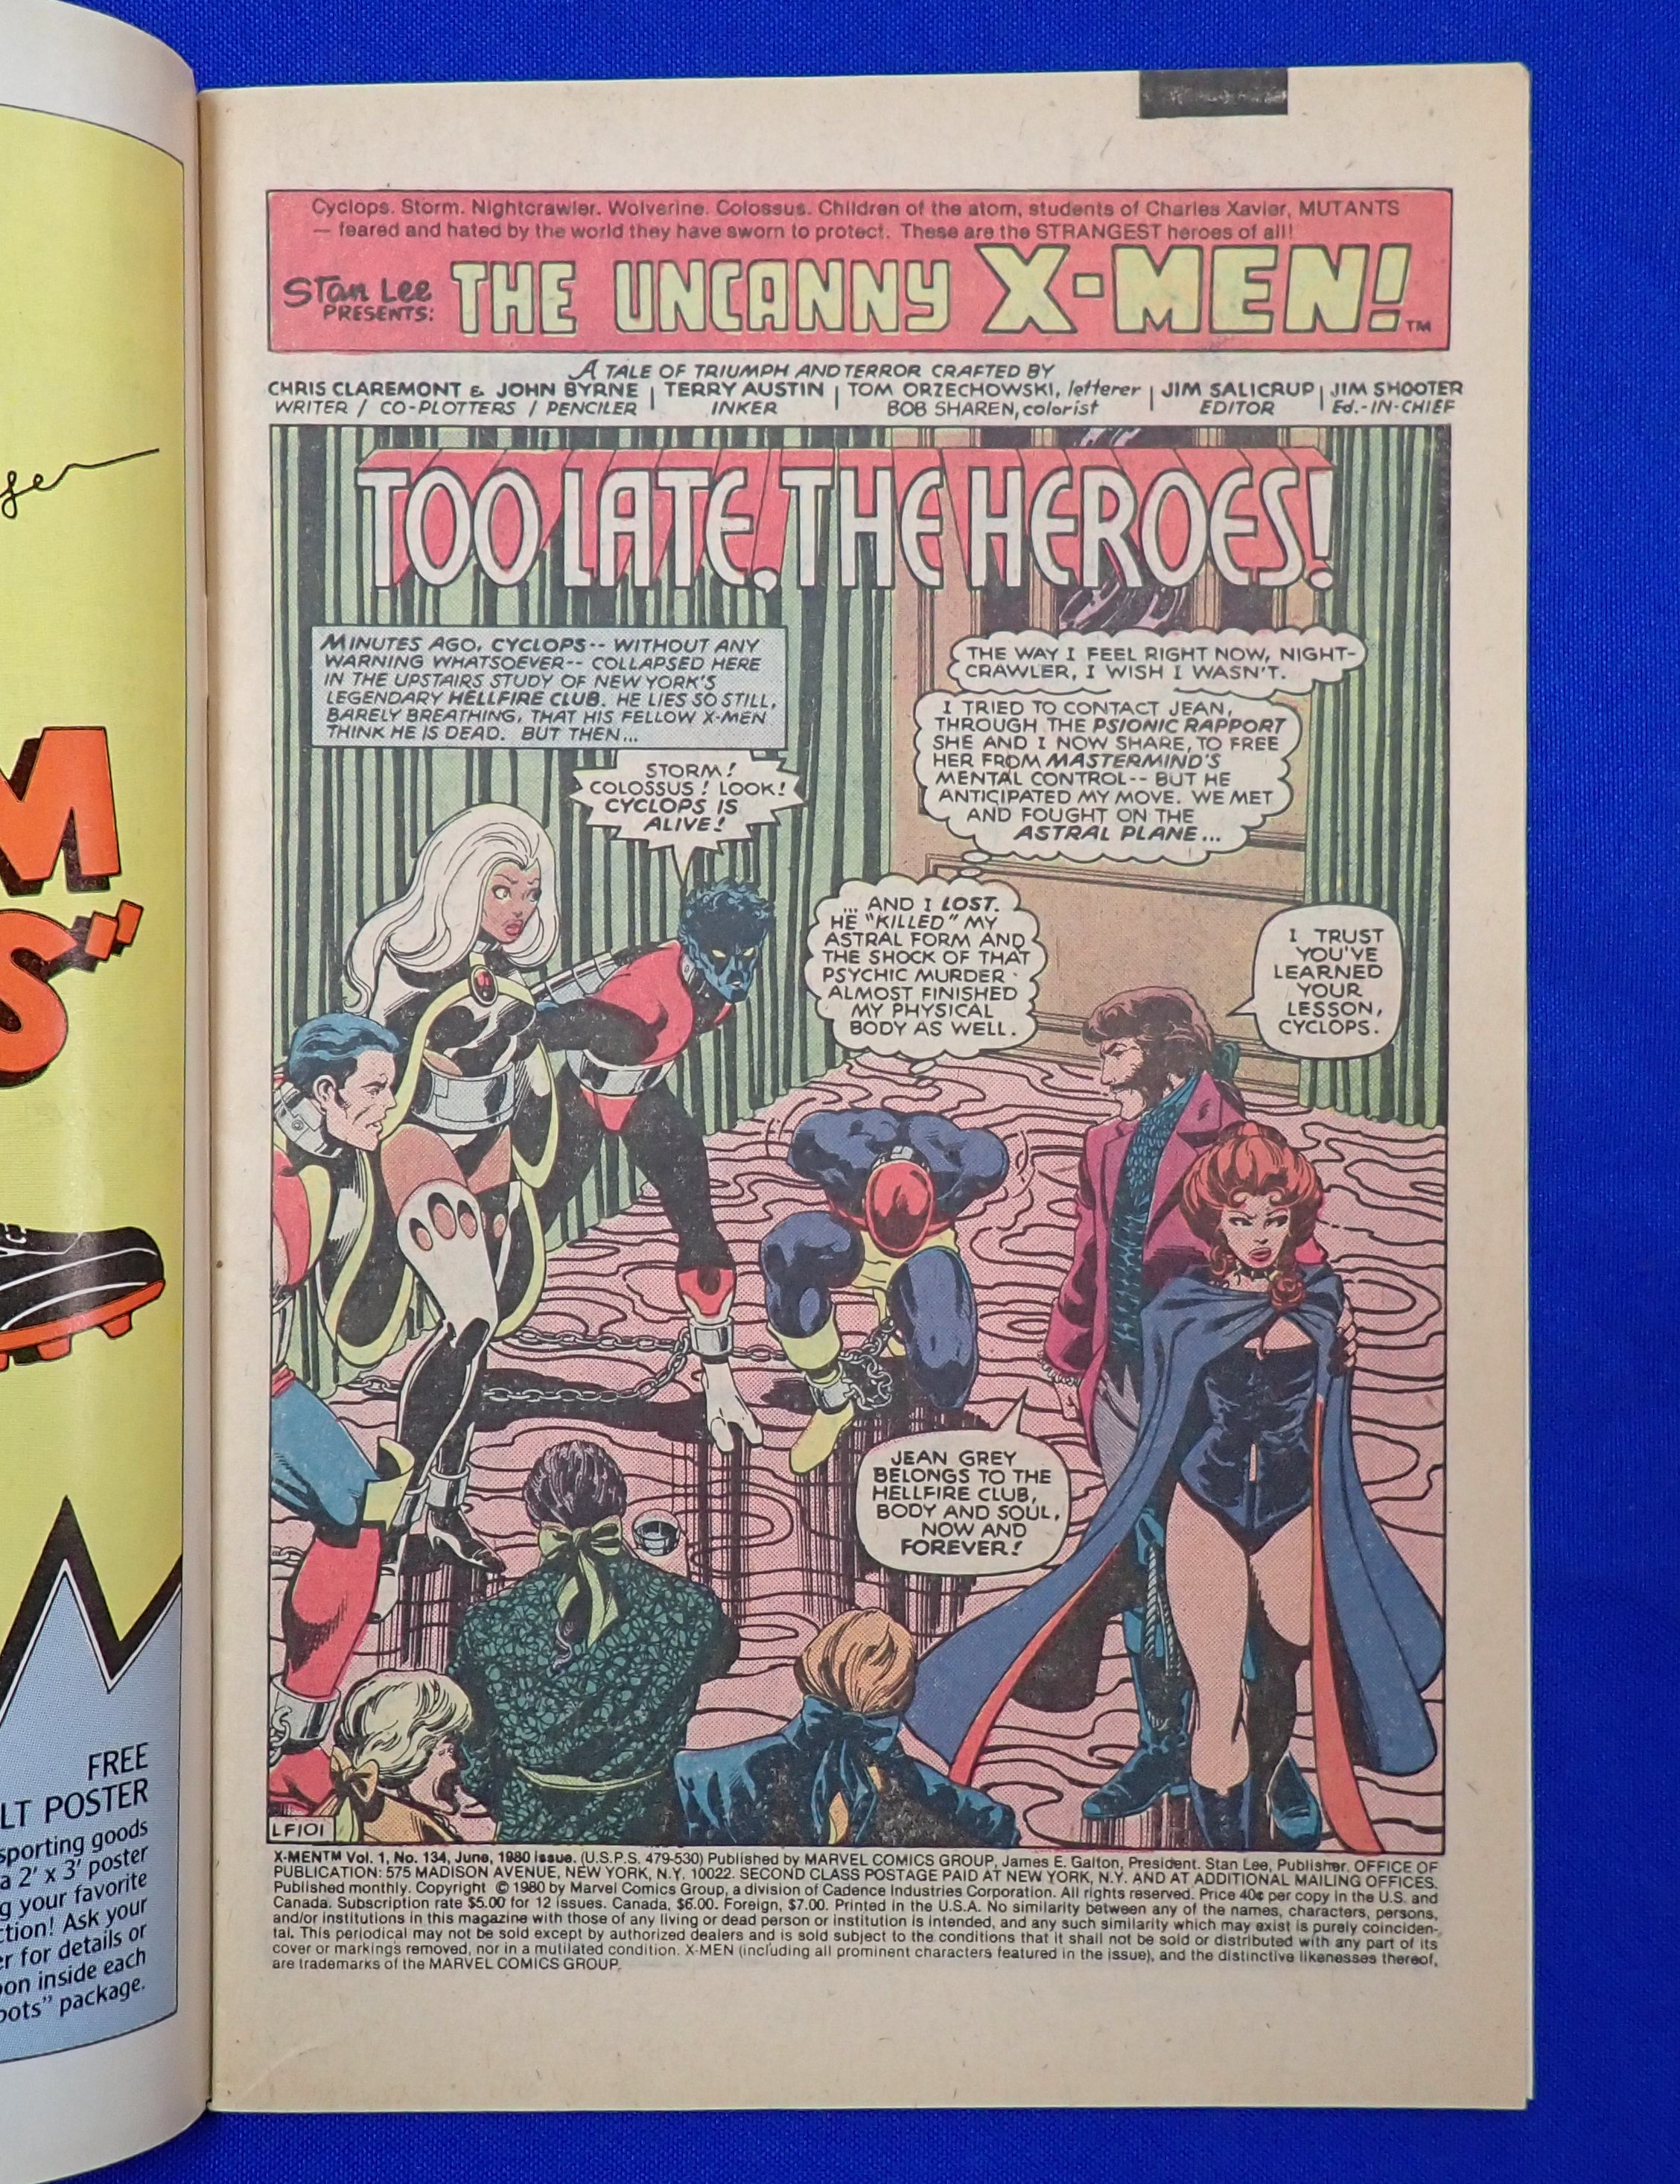 se
M
S"
FREE
LT POSTER
sporting goods
a 2' x 3' poster
g your favorite
ction! Ask your
er for details or
on inside each
oots" package.
Cyclops. Storm. Nightcrawler. Wolverine. Colossus. Children of the atom, students of Charles Xavier, MUTANTS
— feared and hated by the world they have sworn to protect. These are the STRANGEST heroes of all!
STAN LEE
PRESENTS:
THE UNCANNY X-MEN!™
A TALE OF TRIUMPH AND TERROR CRAFTED BY
CHRIS CLAREMONT & JOHN BYRNE | TERRY AUSTIN | TOM ORZECHOWSKI, letterer | JIM SALICRUP | JIM SHOOTER
WRITER / CO-PLOTTERS / PENCILER | INKER | BOB SHAREN, colorist | EDITOR | Ed.-IN-CHIEF
TOO LATE, THE HEROES!
MINUTES AGO, CYCLOPS-- WITHOUT ANY
WARNING WHATSOEVER-- COLLAPSED HERE
IN THE UPSTAIRS STUDY OF NEW YORK'S
LEGENDARY HELLFIRE CLUB. HE LIES SO STILL,
BARELY BREATHING, THAT HIS FELLOW X-MEN
THINK HE IS DEAD. BUT THEN...
STORM!
COLOSSUS! LOOK!
CYCLOPS IS
ALIVE!
THE WAY I FEEL RIGHT NOW, NIGHT-
CRAWLER, I WISH I WASN'T.
I TRIED TO CONTACT JEAN,
THROUGH THE PSIONIC RAPPORT
SHE AND I NOW SHARE, TO FREE
HER FROM MASTERMIND'S
MENTAL CONTROL-- BUT HE
ANTICIPATED MY MOVE. WE MET
AND FOUGHT ON THE
ASTRAL PLANE...
... AND I LOST.
HE "KILLED" MY
ASTRAL FORM AND
THE SHOCK OF THAT
PSYCHIC MURDER
ALMOST FINISHED
MY PHYSICAL
BODY AS WELL.
I TRUST
YOU'VE
LEARNED
YOUR
LESSON,
CYCLOPS.
JEAN GREY
BELONGS TO THE
HELLFIRE CLUB,
BODY AND SOUL,
NOW AND
FOREVER!
LF101
X-MEN™ Vol. 1, No. 134, June, 1980 issue. (U.S.P.S. 479-530) Published by MARVEL COMICS GROUP, James E. Galton, President. Stan Lee, Publisher. OFFICE OF
PUBLICATION: 575 MADISON AVENUE, NEW YORK, N.Y. 10022. SECOND CLASS POSTAGE PAID AT NEW YORK, N.Y. AND AT ADDITIONAL MAILING OFFICES.
Published monthly. Copyright © 1980 by Marvel Comics Group, a division of Cadence Industries Corporation. All rights reserved. Price 40¢ per copy in the U.S. and
Canada. Subscription rate $5.00 for 12 issues. Canada, $6.00. Foreign, $7.00. Printed in the U.S.A. No similarity between any of the names, characters, persons,
and/or institutions in this magazine with those of any living or dead person or institution is intended, and any such similarity which may exist is purely coinciden-
tal. This periodical may not be sold except by authorized dealers and is sold subject to the conditions that it shall not be sold or distributed with any part of its
cover or markings removed, nor in a mutilated condition. X-MEN (including all prominent characters featured in the issue), and the distinctive likenesses thereof,
are trademarks of the MARVEL COMICS GROUP.